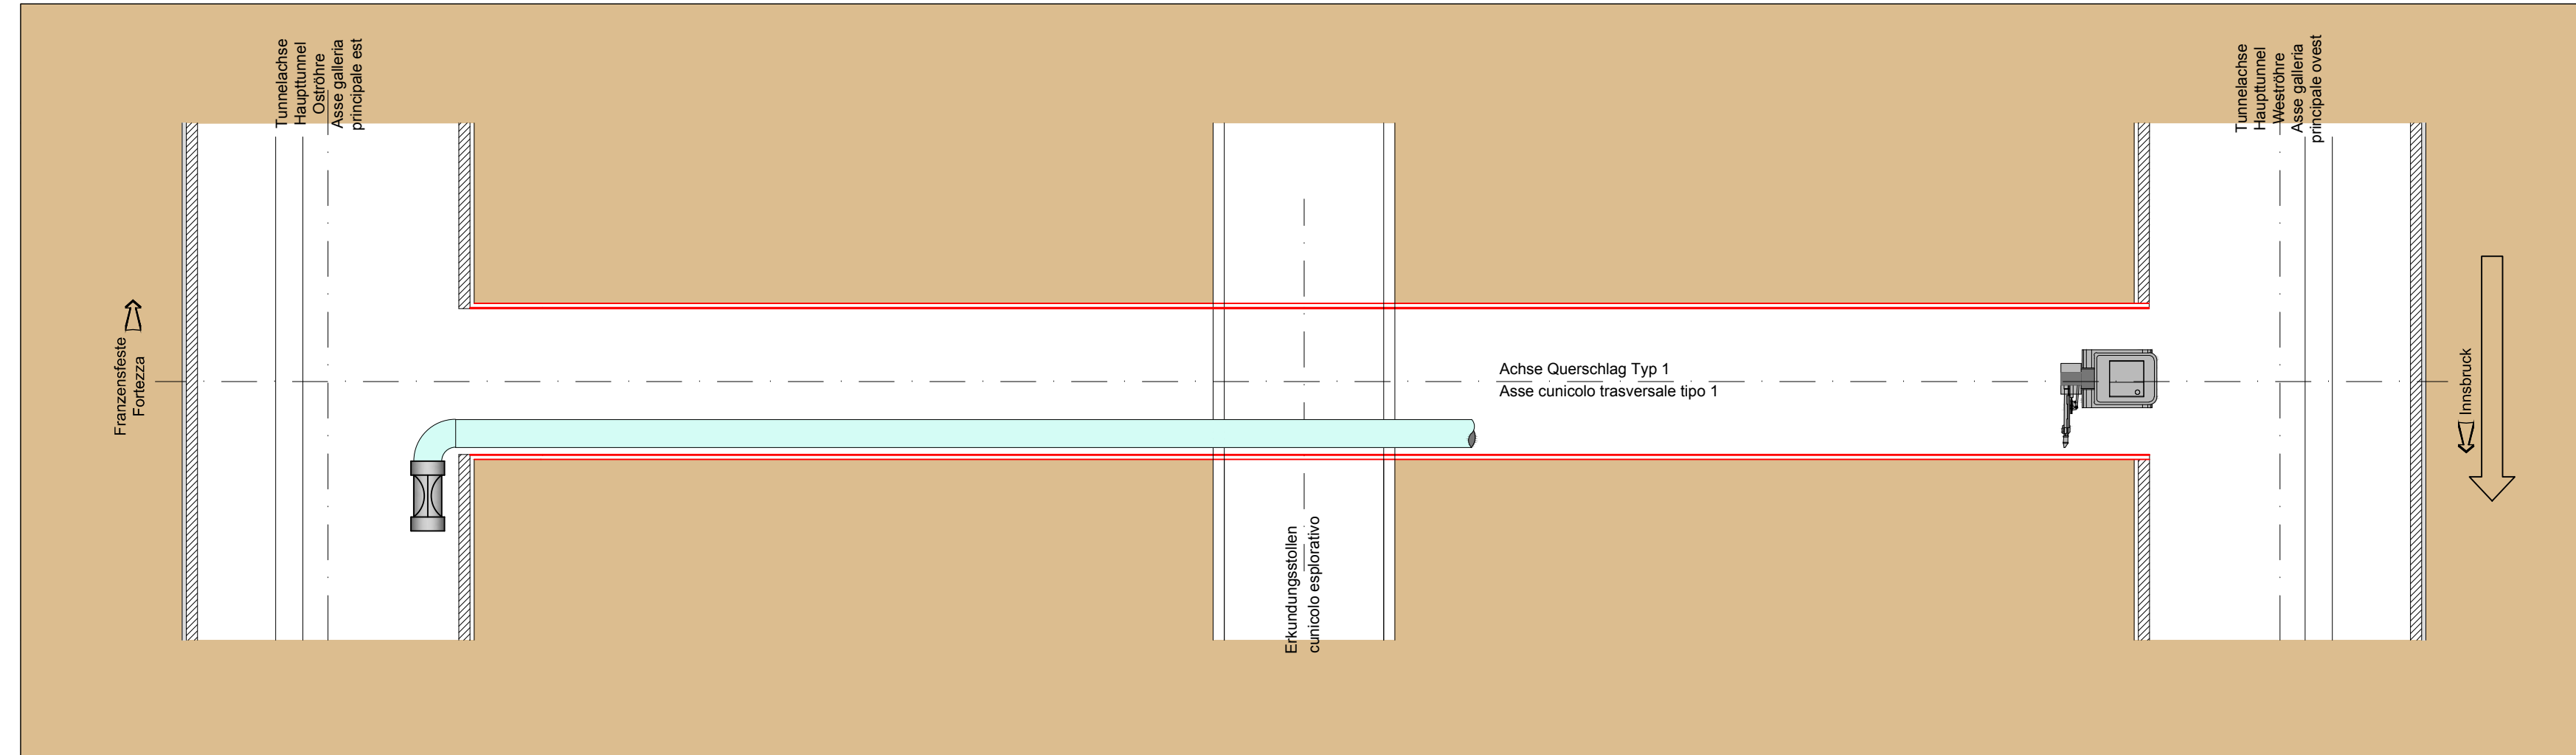 Tunnelachse
Haupttunnel
Oströhre
Asse galleria
principale est
Tunnelachse
Haupttunnel
Weströhre
Asse galleria
principale ovest
Franzensfeste
Fortezza
Achse Querschlag Typ 1
Asse cunicolo trasversale tipo 1
Innsbruck
Erkundungsstollen
cunicolo esplorativo